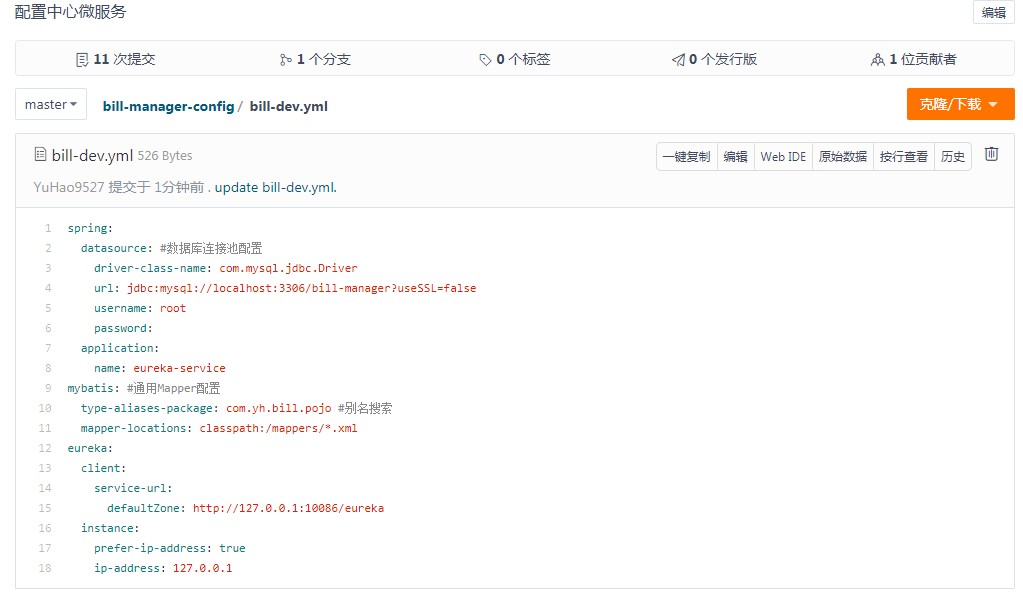 配置中心微服务 编辑
11 次提交 1 个分支 0 个标签 0 个发行版 1 位贡献者
master bill-manager-config / bill-dev.yml 克隆/下载
bill-dev.yml 526 Bytes 一键复制 编辑 Web IDE 原始数据 按行查看 历史
YuHao9527 提交于 1分钟前 . update bill-dev.yml.
1 spring:
2   datasource: #数据库连接池配置
3     driver-class-name: com.mysql.jdbc.Driver
4     url: jdbc:mysql://localhost:3306/bill-manager?useSSL=false
5     username: root
6     password:
7   application:
8     name: eureka-service
9 mybatis: #通用Mapper配置
10   type-aliases-package: com.yh.bill.pojo #别名搜索
11   mapper-locations: classpath:/mappers/*.xml
12 eureka:
13   client:
14     service-url:
15       defaultZone: http://127.0.0.1:10086/eureka
16   instance:
17     prefer-ip-address: true
18     ip-address: 127.0.0.1